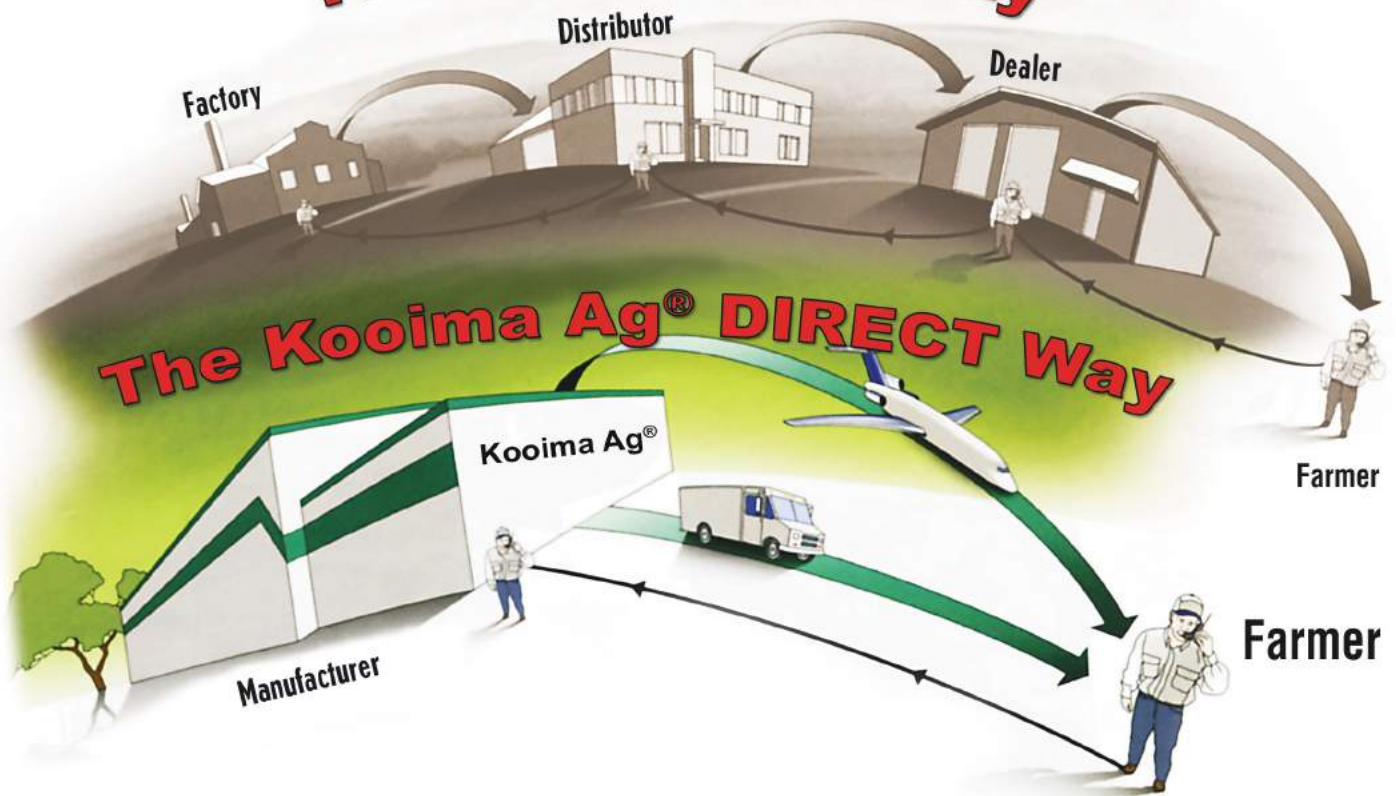 Distributor
Dealer
Factory
The Kooima Ag® DIRECT Way
Kooima Ag®
Farmer
Farmer
Manufacturer